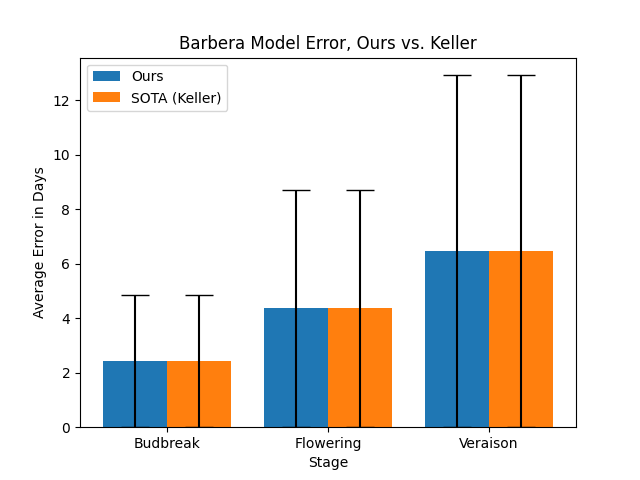 Barbera Model Error, Ours vs. Keller
Ours
SOTA (Keller)
12
10
8
6
4
2
0
Average Error in Days
Budbreak
Flowering
Veraison
Stage